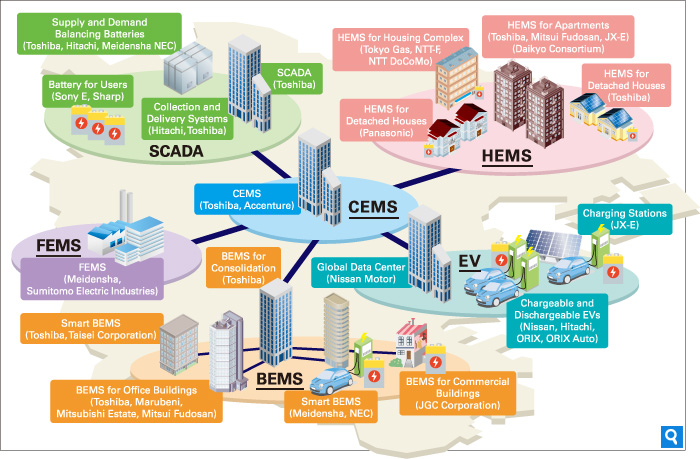 Supply and Demand
Balancing Batteries
(Toshiba, Hitachi, Meidensha NEC)
SCADA
(Toshiba)
Battery for Users
(Sony E, Sharp)
Collection and
Delivery Systems
(Hitachi, Toshiba)
SCADA
HEMS for Housing Complex
(Tokyo Gas, NTT-F,
NTT DoCoMo)
HEMS for Apartments
(Toshiba, Mitsui Fudosan, JX-E)
(Daikyo Consortium)
HEMS for
Detached Houses
(Toshiba)
HEMS for
Detached Houses
(Panasonic)
HEMS
CEMS
(Toshiba, Accenture)
CEMS
FEMS
FEMS
(Meidensha,
Sumitomo Electric Industries)
BEMS for
Consolidation
(Toshiba)
Global Data Center
(Nissan Motor)
EV
Charging Stations
(JX-E)
Chargeable and
Dischargeable EVs
(Nissan, Hitachi,
ORIX, ORIX Auto)
Smart BEMS
(Toshiba, Taisei Corporation)
BEMS for Office Buildings
(Toshiba, Marubeni,
Mitsubishi Estate, Mitsui Fudosan)
BEMS
Smart BEMS
(Meidensha, NEC)
BEMS for Commercial
Buildings
(JGC Corporation)